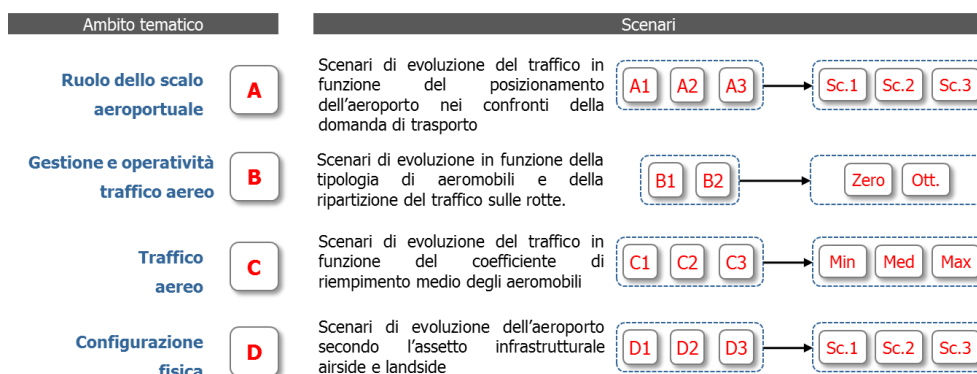 Ambito tematico
Scenari
Ruolo dello scalo
aeroportuale
A
Scenari di evoluzione del traffico in
funzione del posizionamento
dell'aeroporto nei confronti della
domanda di trasporto
A1 A2 A3
Sc.1 Sc.2 Sc.3
Gestione e operatività
traffico aereo
B
Scenari di evoluzione in funzione della
tipologia di aeromobili e della
ripartizione del traffico sulle rotte.
B1 B2
Zero Ott.
Traffico
aereo
C
Scenari di evoluzione del traffico in
funzione del coefficiente di
riempimento medio degli aeromobili
C1 C2 C3
Min Med Max
Configurazione
fisica
D
Scenari di evoluzione dell'aeroporto
secondo l'assetto infrastrutturale
airside e landside
D1 D2 D3
Sc.1 Sc.2 Sc.3